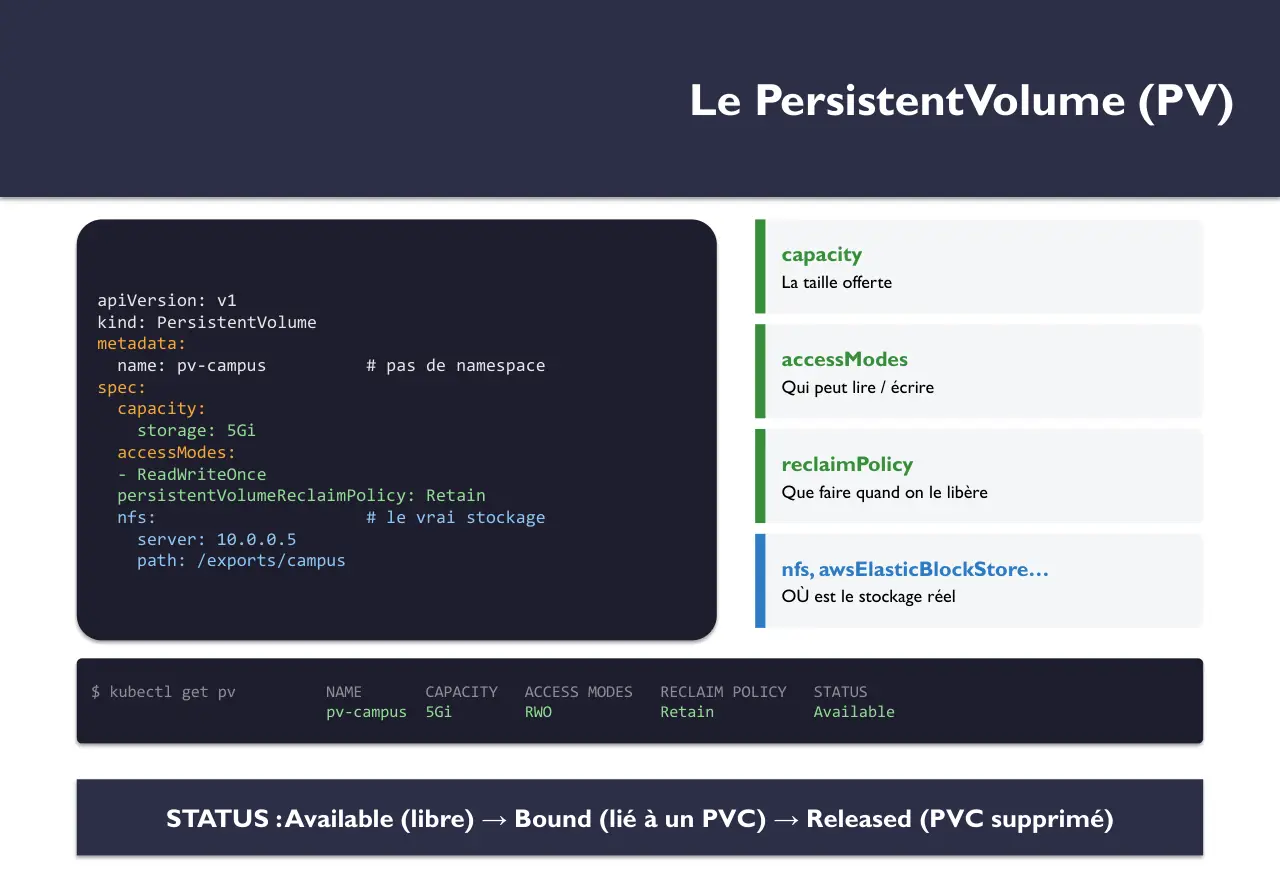 Le PersistentVolume (PV)
apiVersion: v1
kind: PersistentVolume
metadata:
  name: pv-campus          # pas de namespace
spec:
  capacity:
    storage: 5Gi
  accessModes:
  - ReadWriteOnce
  persistentVolumeReclaimPolicy: Retain
  nfs:                     # le vrai stockage
    server: 10.0.0.5
    path: /exports/campus
capacity
La taille offerte
accessModes
Qui peut lire / écrire
reclaimPolicy
Que faire quand on le libère
nfs, awsElasticBlockStore…
OÙ est le stockage réel
$ kubectl get pv          NAME       CAPACITY   ACCESS MODES   RECLAIM POLICY   STATUS
                          pv-campus  5Gi        RWO            Retain           Available
STATUS : Available (libre) → Bound (lié à un PVC) → Released (PVC supprimé)